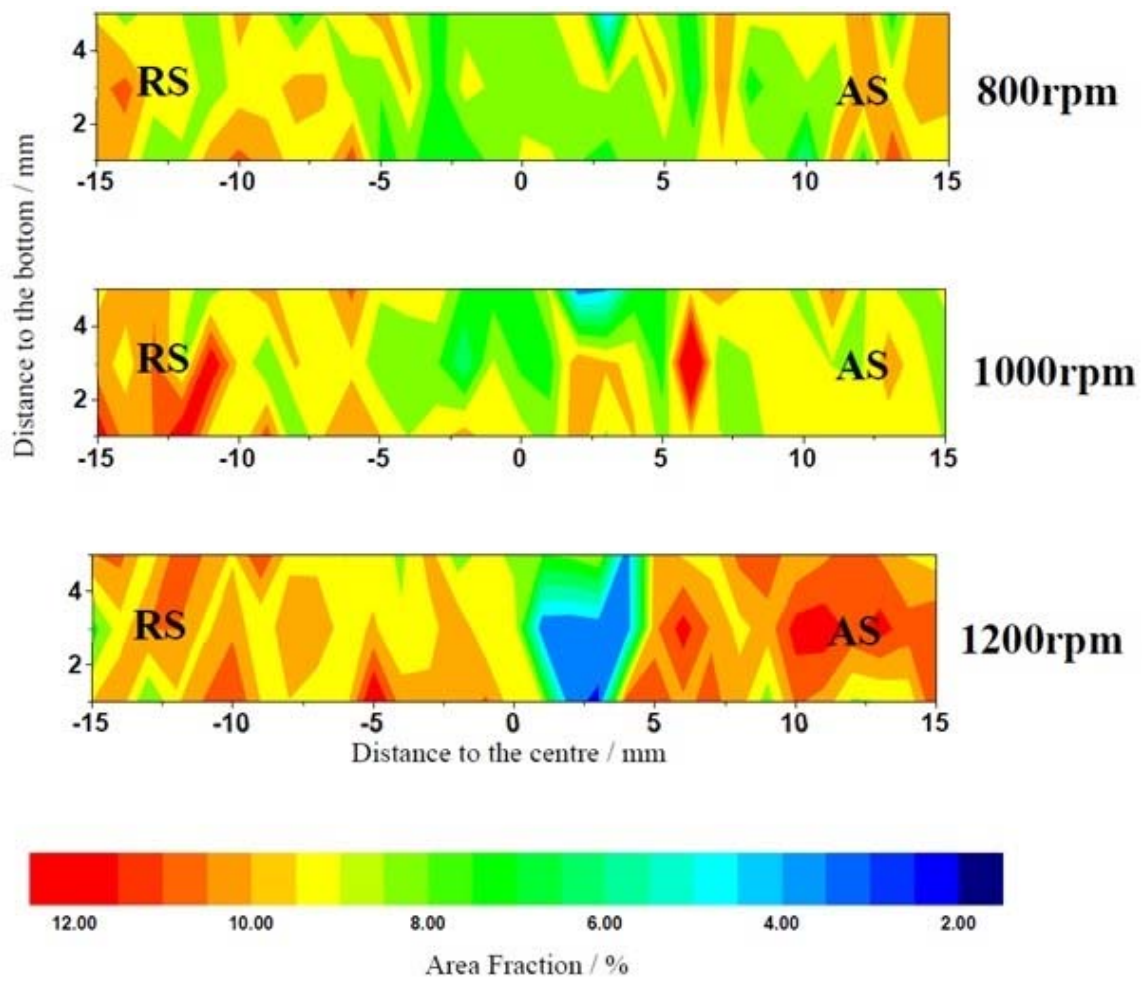 4
2
RS
AS
800rpm
-15 -10 -5 0 5 10 15
Distance to the bottom / mm
4
2
RS
AS
1000rpm
-15 -10 -5 0 5 10 15
4
2
RS
AS
1200rpm
-15 -10 -5 0 5 10 15
Distance to the centre / mm
12.00 10.00 8.00 6.00 4.00 2.00
Area Fraction / %